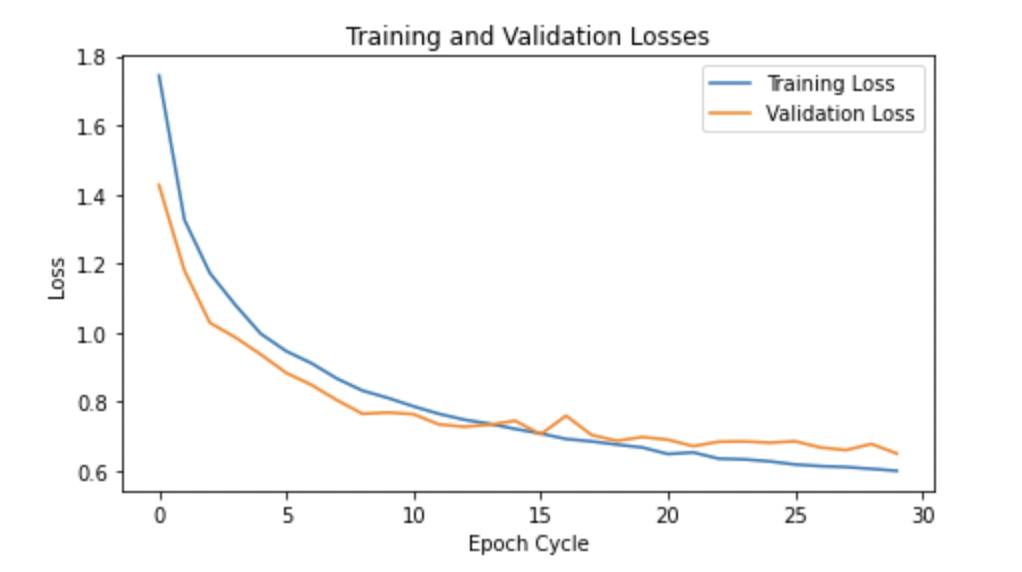 Training and Validation Losses
Training Loss
Validation Loss
1.8
1.6
1.4
1.2
1.0
0.8
0.6
Loss
0 5 10 15 20 25 30
Epoch Cycle